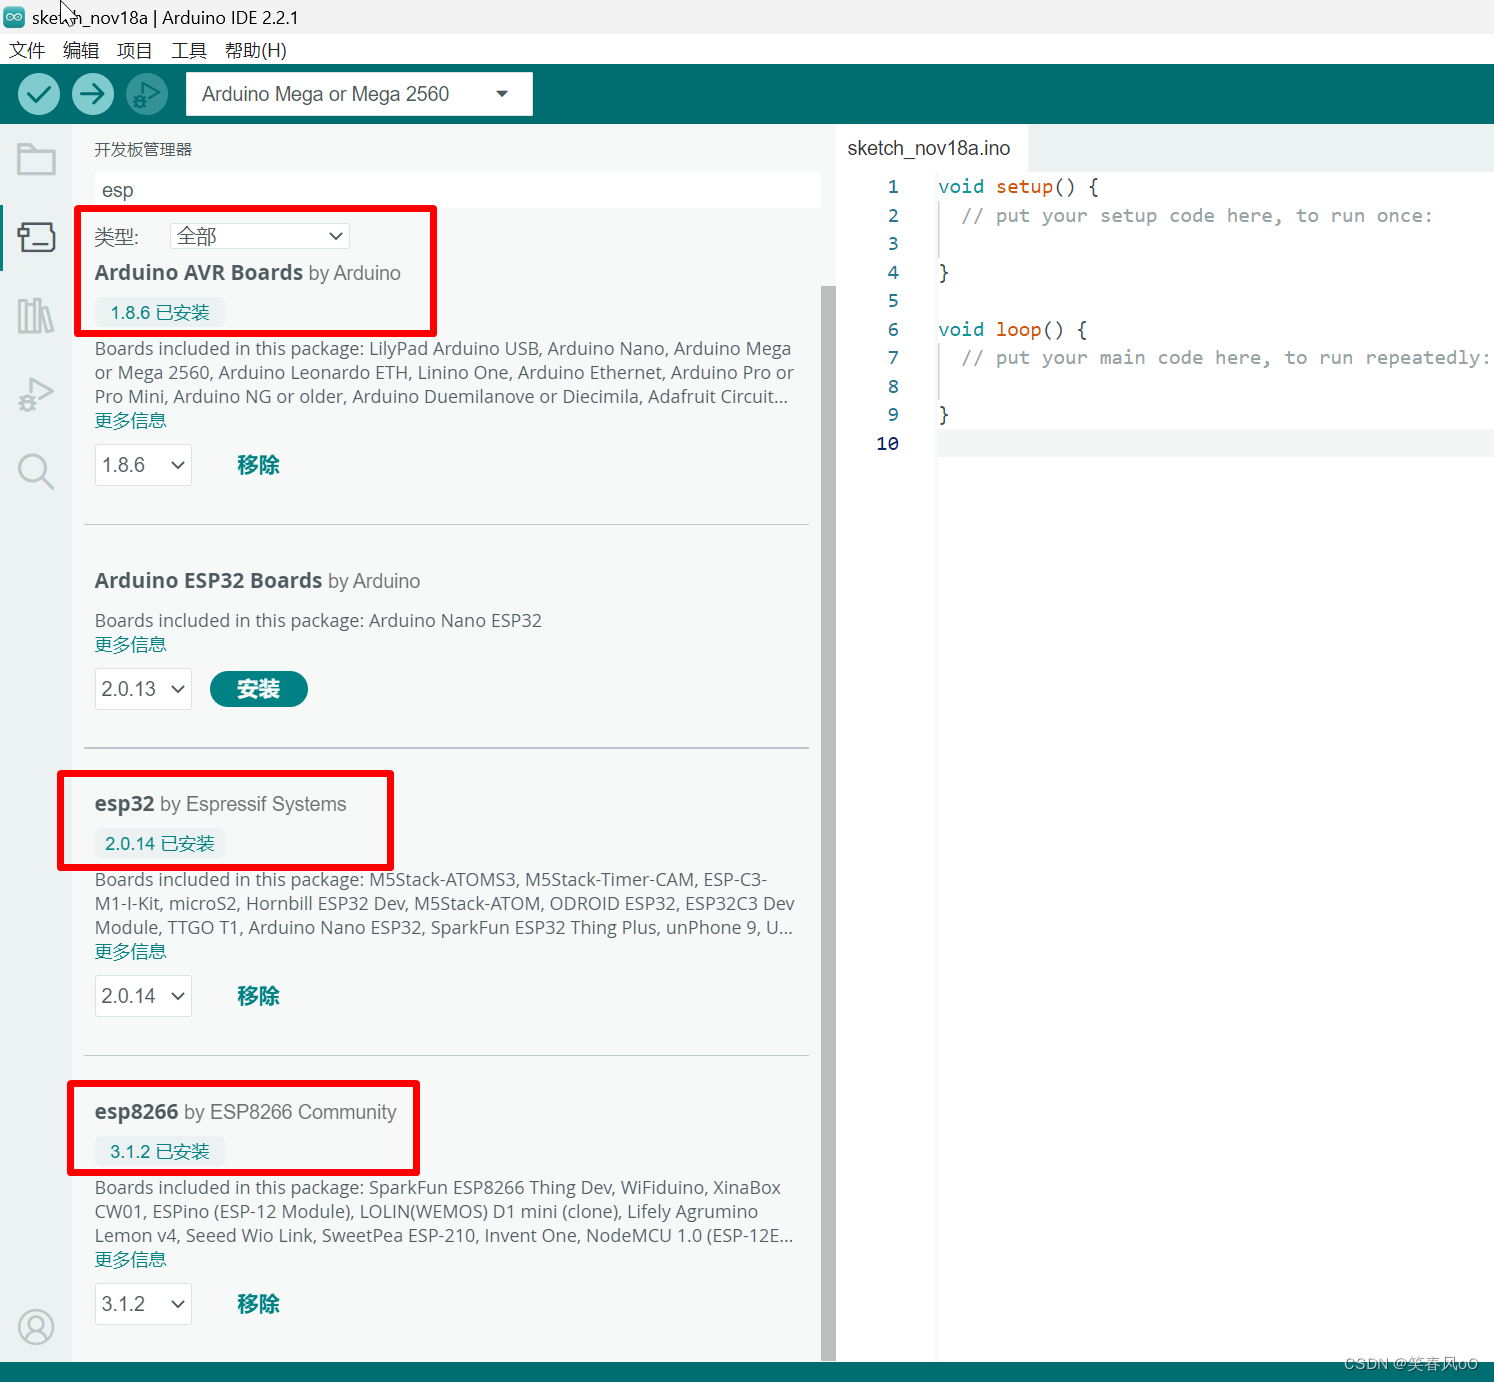 sketch_nov18a | Arduino IDE 2.2.1
文件 编辑 项目 工具 帮助(H)
Arduino Mega or Mega 2560
开发板管理器
esp
类型: 全部
Arduino AVR Boards by Arduino
1.8.6 已安装
Boards included in this package: LilyPad Arduino USB, Arduino Nano, Arduino Mega
or Mega 2560, Arduino Leonardo ETH, Linino One, Arduino Ethernet, Arduino Pro or
Pro Mini, Arduino NG or older, Arduino Duemilanove or Diecimila, Adafruit Circuit...
更多信息
1.8.6 移除
Arduino ESP32 Boards by Arduino
Boards included in this package: Arduino Nano ESP32
更多信息
2.0.13 安装
esp32 by Espressif Systems
2.0.14 已安装
Boards included in this package: M5Stack-ATOMS3, M5Stack-Timer-CAM, ESP-C3-
M1-I-Kit, microS2, Hornbill ESP32 Dev, M5Stack-ATOM, ODROID ESP32, ESP32C3 Dev
Module, TTGO T1, Arduino Nano ESP32, SparkFun ESP32 Thing Plus, unPhone 9, U...
更多信息
2.0.14 移除
esp8266 by ESP8266 Community
3.1.2 已安装
Boards included in this package: SparkFun ESP8266 Thing Dev, WiFiduino, XinaBox
CW01, ESPino (ESP-12 Module), LOLIN(WEMOS) D1 mini (clone), Lifely Agrumino
Lemon v4, Seeed Wio Link, SweetPea ESP-210, Invent One, NodeMCU 1.0 (ESP-12E...
更多信息
3.1.2 移除
sketch_nov18a.ino
1 void setup() {
2 // put your setup code here, to run once:
3
4 }
5
6 void loop() {
7 // put your main code here, to run repeatedly:
8
9 }
10
CSDN @笑春风oO